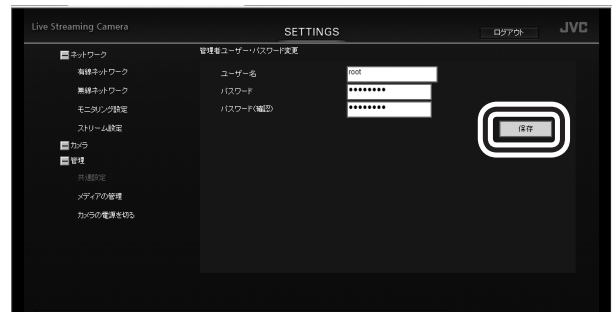 Live Streaming Camera
SETTINGS
ログアウト
JVC
ネットワーク
管理者ユーザー・パスワード変更
有線ネットワーク
ユーザー名
root
無線ネットワーク
パスワード
••••••••
モニタリング設定
パスワード(確認)
••••••••
ストリーム設定
保存
カメラ
管理
共通設定
メディアの管理
カメラの電源を切る